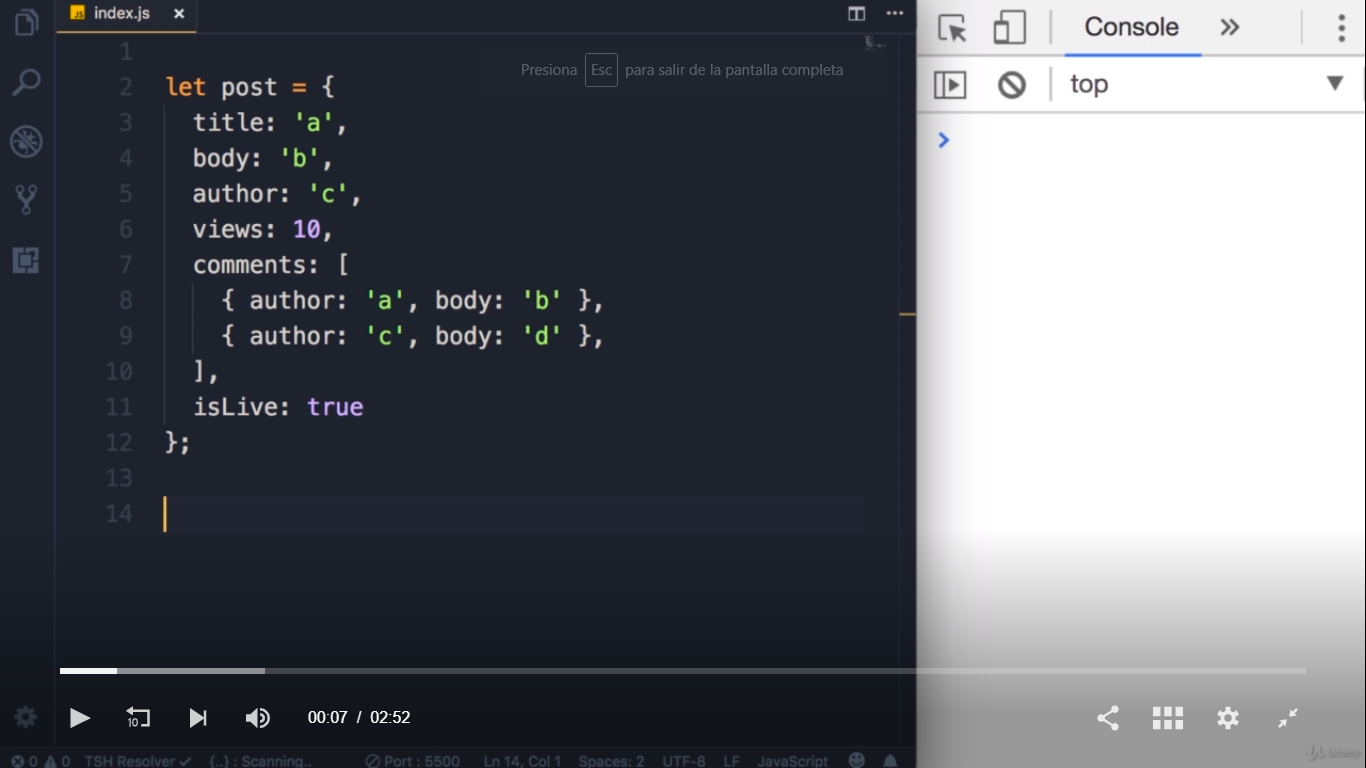 JS index.js ×
Presiona Esc para salir de la pantalla completa
1
2 let post = {
3 title: 'a',
4 body: 'b',
5 author: 'c',
6 views: 10,
7 comments: [
8 { author: 'a', body: 'b' },
9 { author: 'c', body: 'd' },
10 ],
11 isLive: true
12 };
13
14
Console »
top ▼
›
10 00:07 / 02:52
0 0 TSH Resolver ✓ {..} : Scanning.. Port : 5500 Ln 14, Col 1 Spaces: 2 UTF-8 LF JavaScript
Udemy